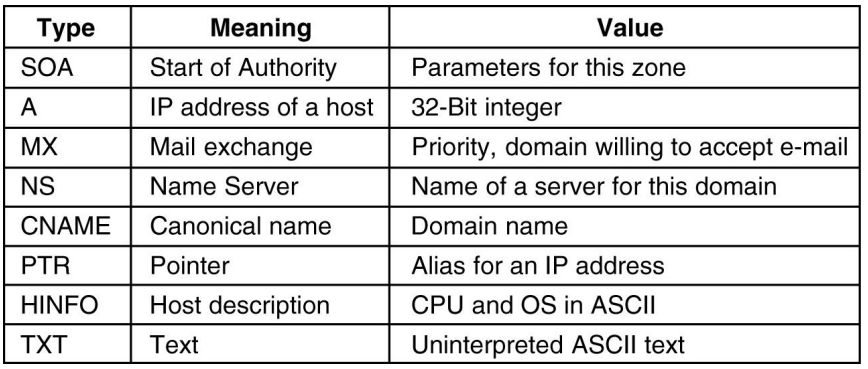 Type Meaning Value
SOA Start of Authority Parameters for this zone
A IP address of a host 32-Bit integer
MX Mail exchange Priority, domain willing to accept e-mail
NS Name Server Name of a server for this domain
CNAME Canonical name Domain name
PTR Pointer Alias for an IP address
HINFO Host description CPU and OS in ASCII
TXT Text Uninterpreted ASCII text